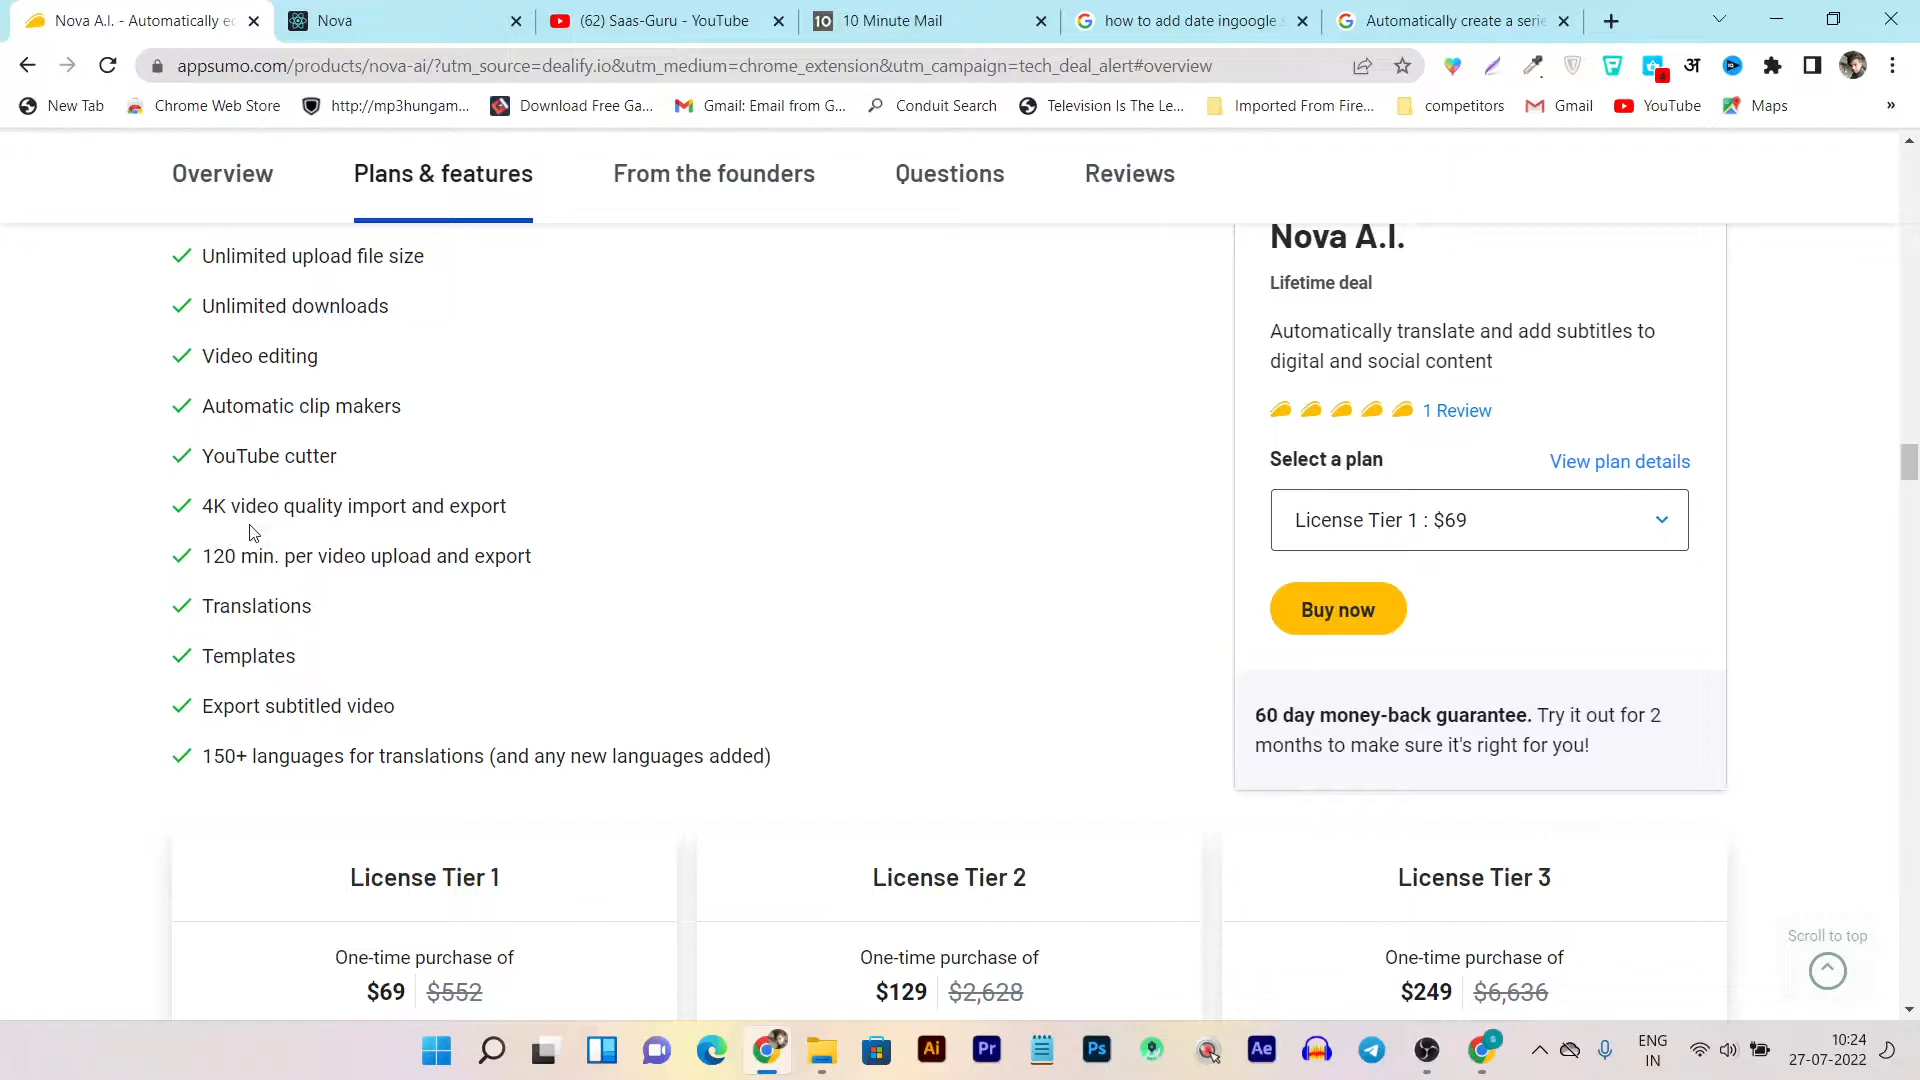 Nova A.I. - Automatically ec
Nova
(62) Saas-Guru - YouTube
10
10 Minute Mail
how to add date ingoogle
Automatically create a serie
appsumo.com/products/nova-ai/?utm_source=dealify.io&utm_medium=chrome_extension&utm_campaign=tech_deal_alert#overview
New Tab
Chrome Web Store
http://mp3hungam...
Download Free Ga...
Gmail: Email from G...
Conduit Search
Television Is The Le...
Imported From Fire...
competitors
Gmail
YouTube
Maps
»
Overview
Plans & features
From the founders
Questions
Reviews
Unlimited upload file size
Unlimited downloads
Video editing
Automatic clip makers
YouTube cutter
4K video quality import and export
120 min. per video upload and export
Translations
Templates
Export subtitled video
150+ languages for translations (and any new languages added)
Nova A.I.
Lifetime deal
Automatically translate and add subtitles to
digital and social content
1 Review
Select a plan
View plan details
License Tier 1 : $69
Buy now
60 day money-back guarantee. Try it out for 2
months to make sure it's right for you!
License Tier 1
One-time purchase of
$69 $552
License Tier 2
One-time purchase of
$129 $2,628
License Tier 3
One-time purchase of
$249 $6,636
Scroll to top
Ai
Pr
Ps
Ae
ENG
IN
10:24
27-07-2022